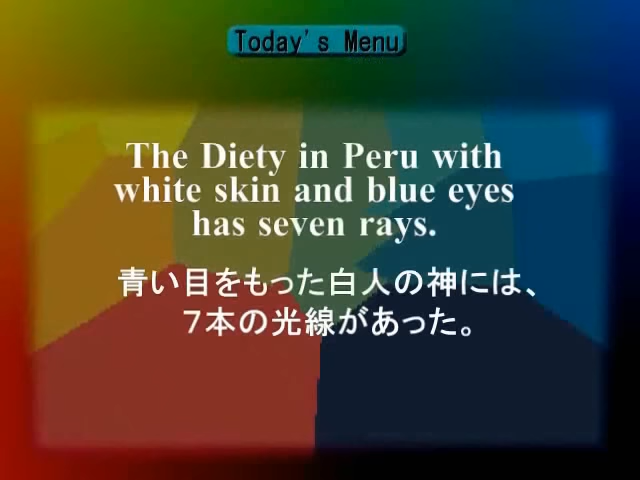 Today's Menu
The Diety in Peru with
white skin and blue eyes
has seven rays.
青い目をもった白人の神には、
７本の光線があった。